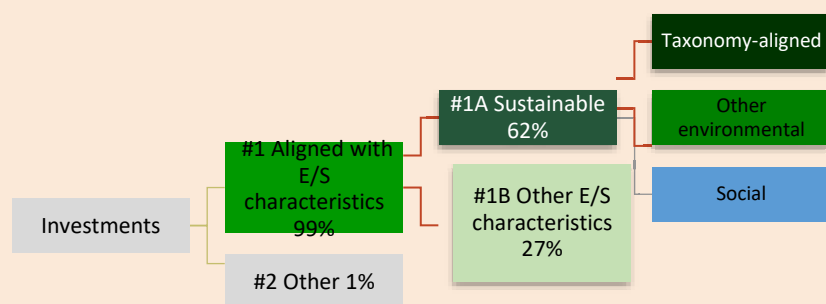 Investments
#1 Aligned with
E/S
characteristics
99%
#2 Other 1%
#1A Sustainable
62%
#1B Other E/S
characteristics
27%
Taxonomy-aligned
Other
environmental
Social